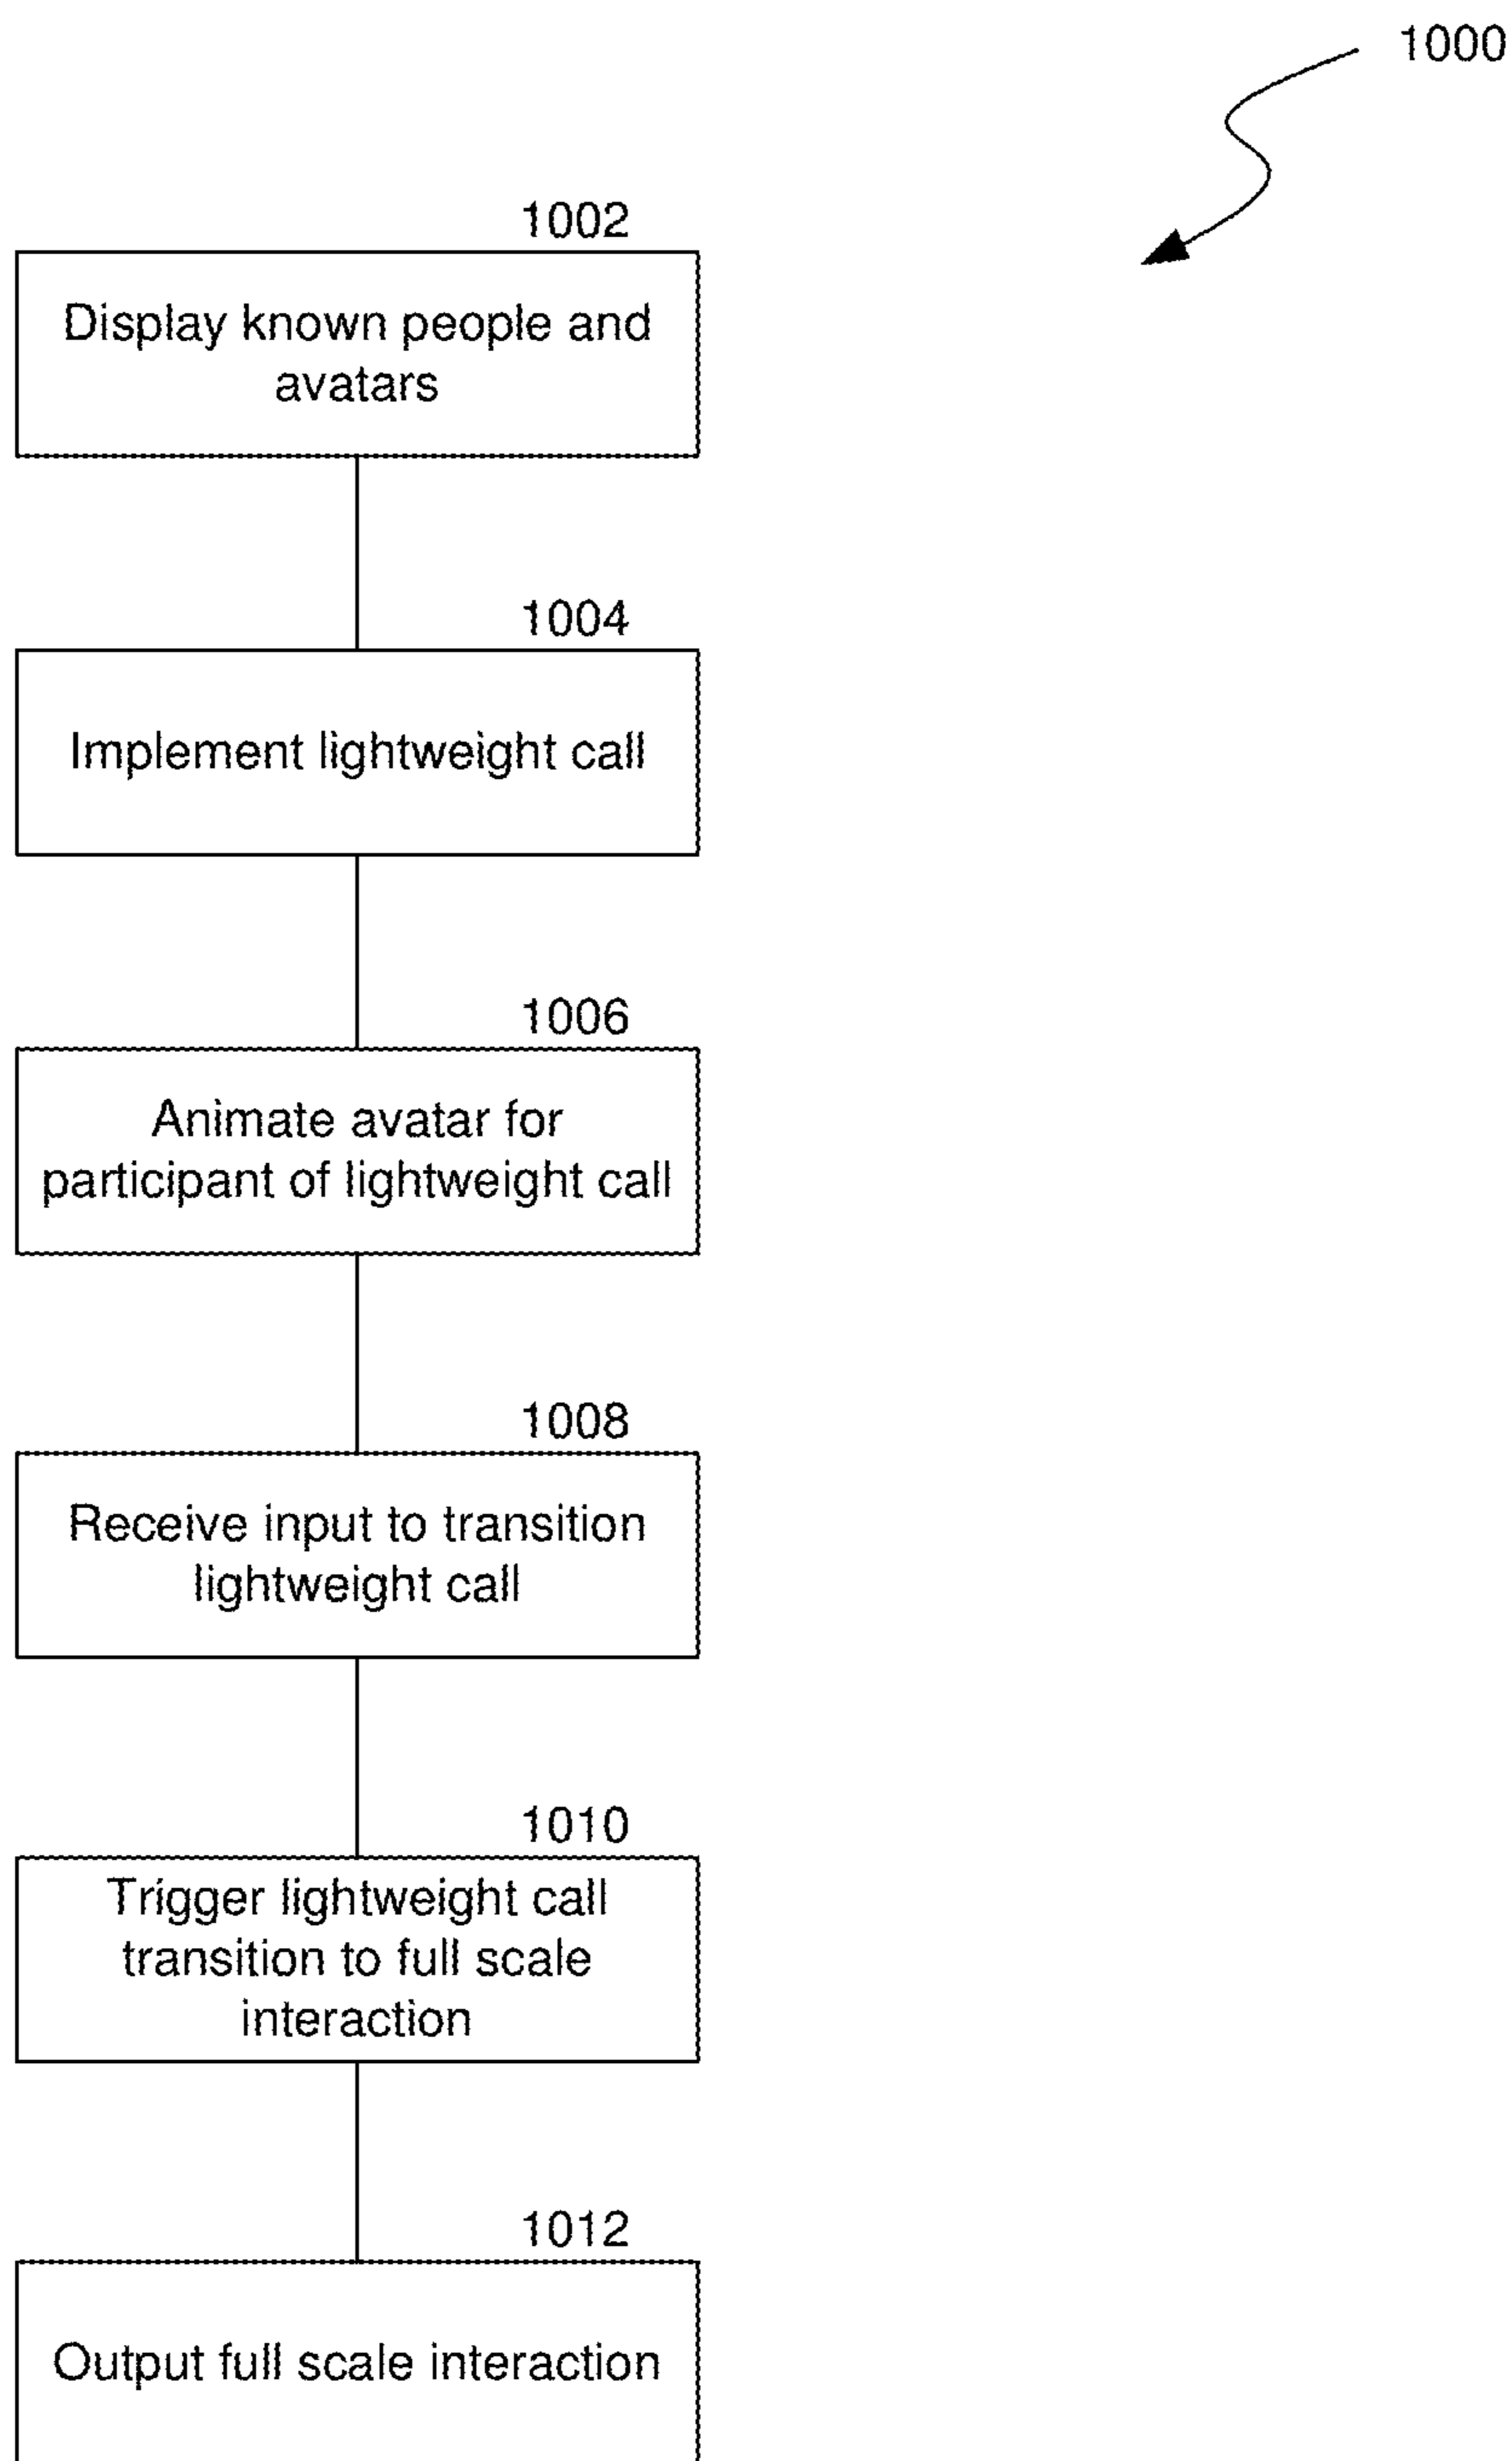 1000
1002
Display known people and
avatars
1004
Implement lightweight call
1006
Animate avatar for
participant of lightweight call
1008
Receive input to transition
lightweight call
1010
Trigger lightweight call
transition to full scale
interaction
1012
Output full scale interaction